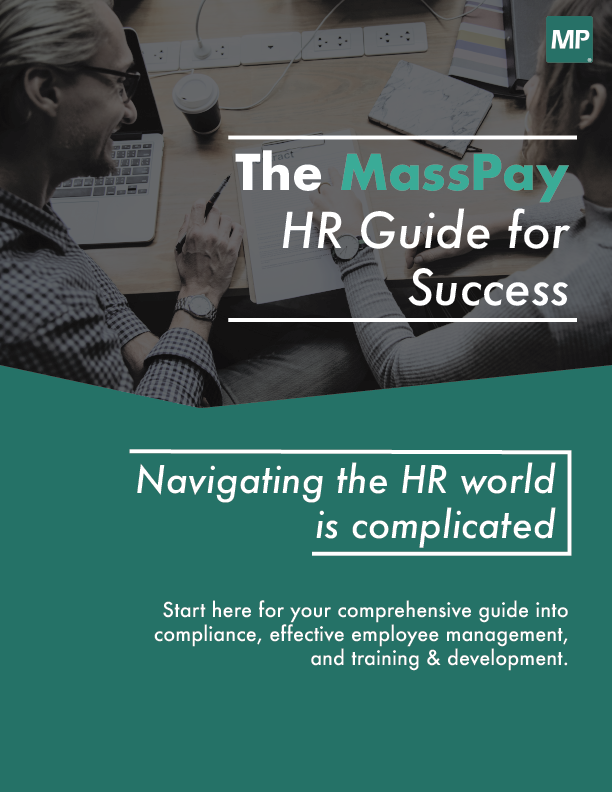 MP
The MassPay
HR Guide for
Success
Navigating the HR world
is complicated
Start here for your comprehensive guide into
compliance, effective employee management,
and training & development.